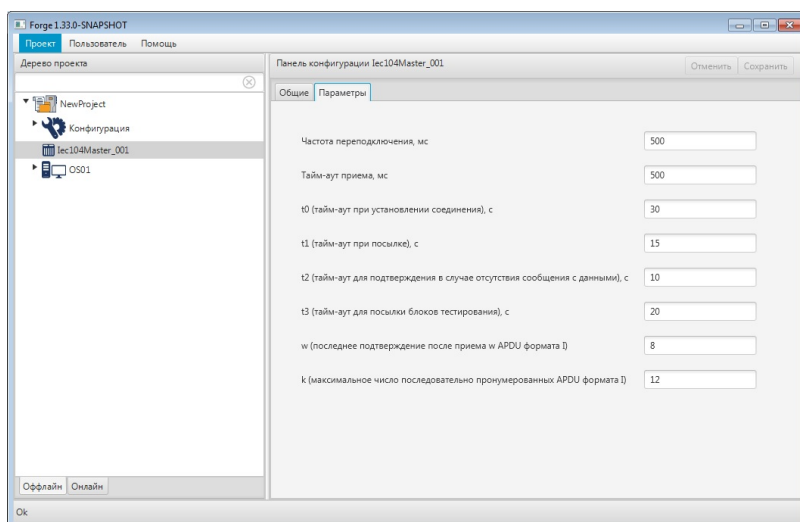 Forge 1.33.0-SNAPSHOT
Проект Пользователь Помощь
Дерево проекта
NewProject
Конфигурация
Iec104Master_001
OS01
Оффлайн Онлайн
Панель конфигурации Iec104Master_001
Отменить Сохранить
Общие Параметры
Частота переподключения, мс 500
Тайм-аут приема, мс 500
t0 (тайм-аут при установлении соединения), с 30
t1 (тайм-аут при посылке), с 15
t2 (тайм-аут для подтверждения в случае отсутствия сообщения с данными), с 10
t3 (тайм-аут для посылки блоков тестирования), с 20
w (последнее подтверждение после приема w APDU формата I) 8
k (максимальное число последовательно пронумерованных APDU формата I) 12
Ok